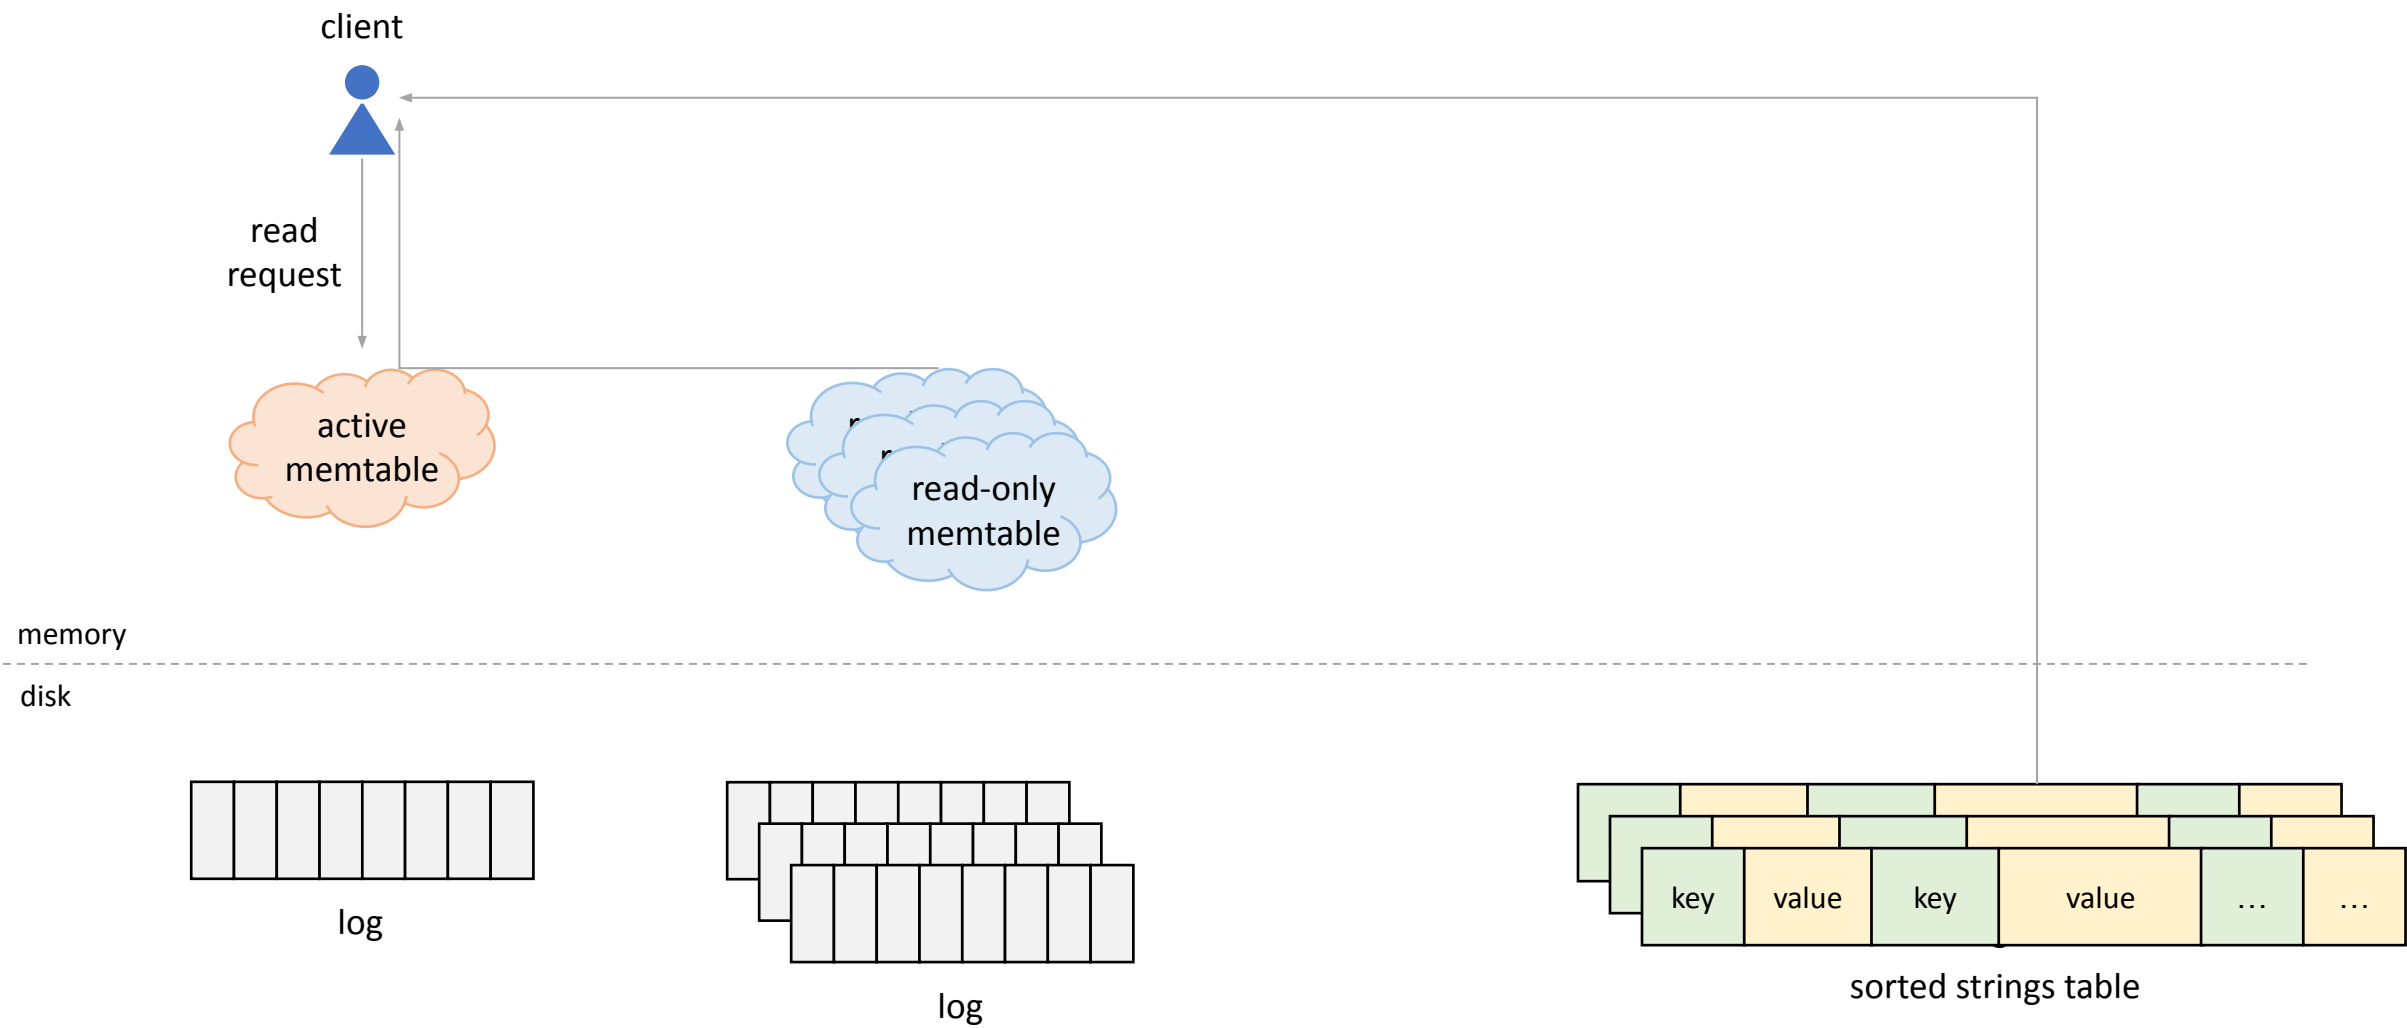 client
read
request
active
memtable
read-only
memtable
memory
disk
key
value
key
value
...
...
log
log
sorted strings table